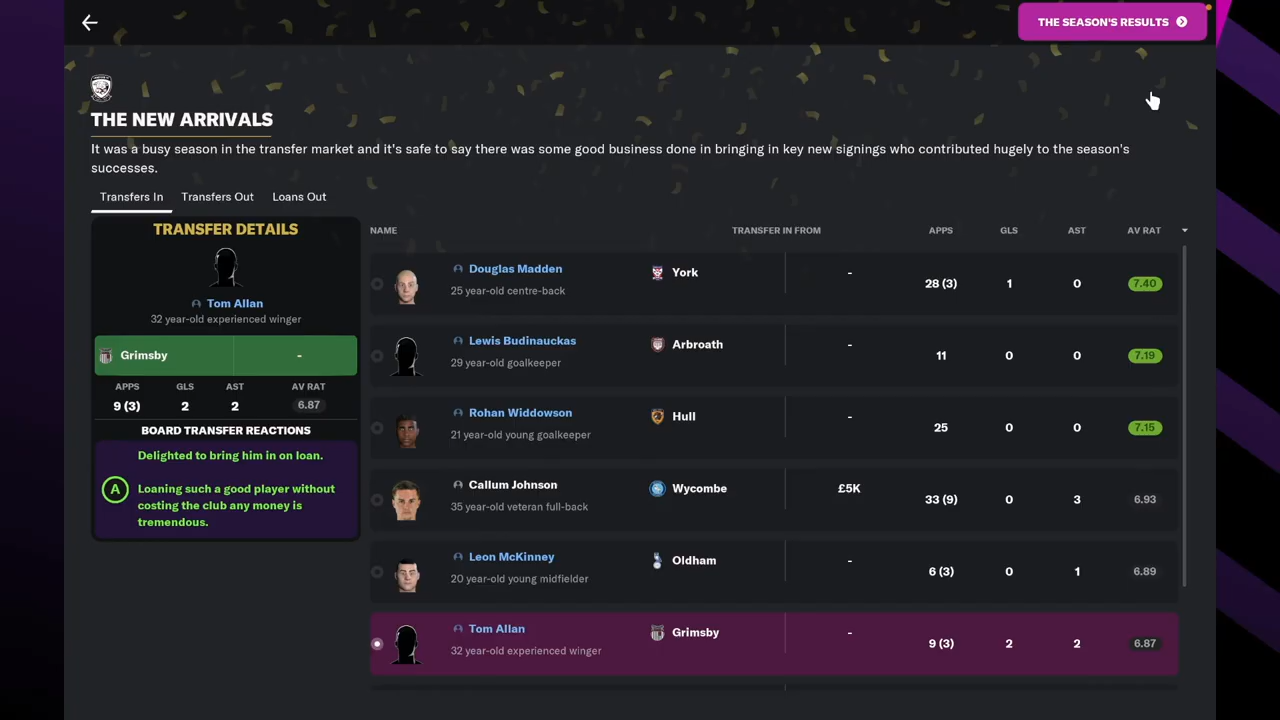 THE SEASON'S RESULTS
THE NEW ARRIVALS
It was a busy season in the transfer market and it's safe to say there was some good business done in bringing in key new signings who contributed hugely to the season's
successes.
Transfers In Transfers Out Loans Out
TRANSFER DETAILS
Tom Allan
32 year-old experienced winger
Grimsby -
APPS GLS AST AV RAT
9 (3) 2 2 6.87
BOARD TRANSFER REACTIONS
Delighted to bring him in on loan.
A
Loaning such a good player without
costing the club any money is
tremendous.
NAME TRANSFER IN FROM APPS GLS AST AV RAT
Douglas Madden York - 28 (3) 1 0 7.40
25 year-old centre-back
Lewis Budinauckas Arbroath - 11 0 0 7.19
29 year-old goalkeeper
Rohan Widdowson Hull - 25 0 0 7.15
21 year-old young goalkeeper
Callum Johnson Wycombe £5K 33 (9) 0 3 6.93
35 year-old veteran full-back
Leon McKinney Oldham - 6 (3) 0 1 6.89
20 year-old young midfielder
Tom Allan Grimsby - 9 (3) 2 2 6.87
32 year-old experienced winger